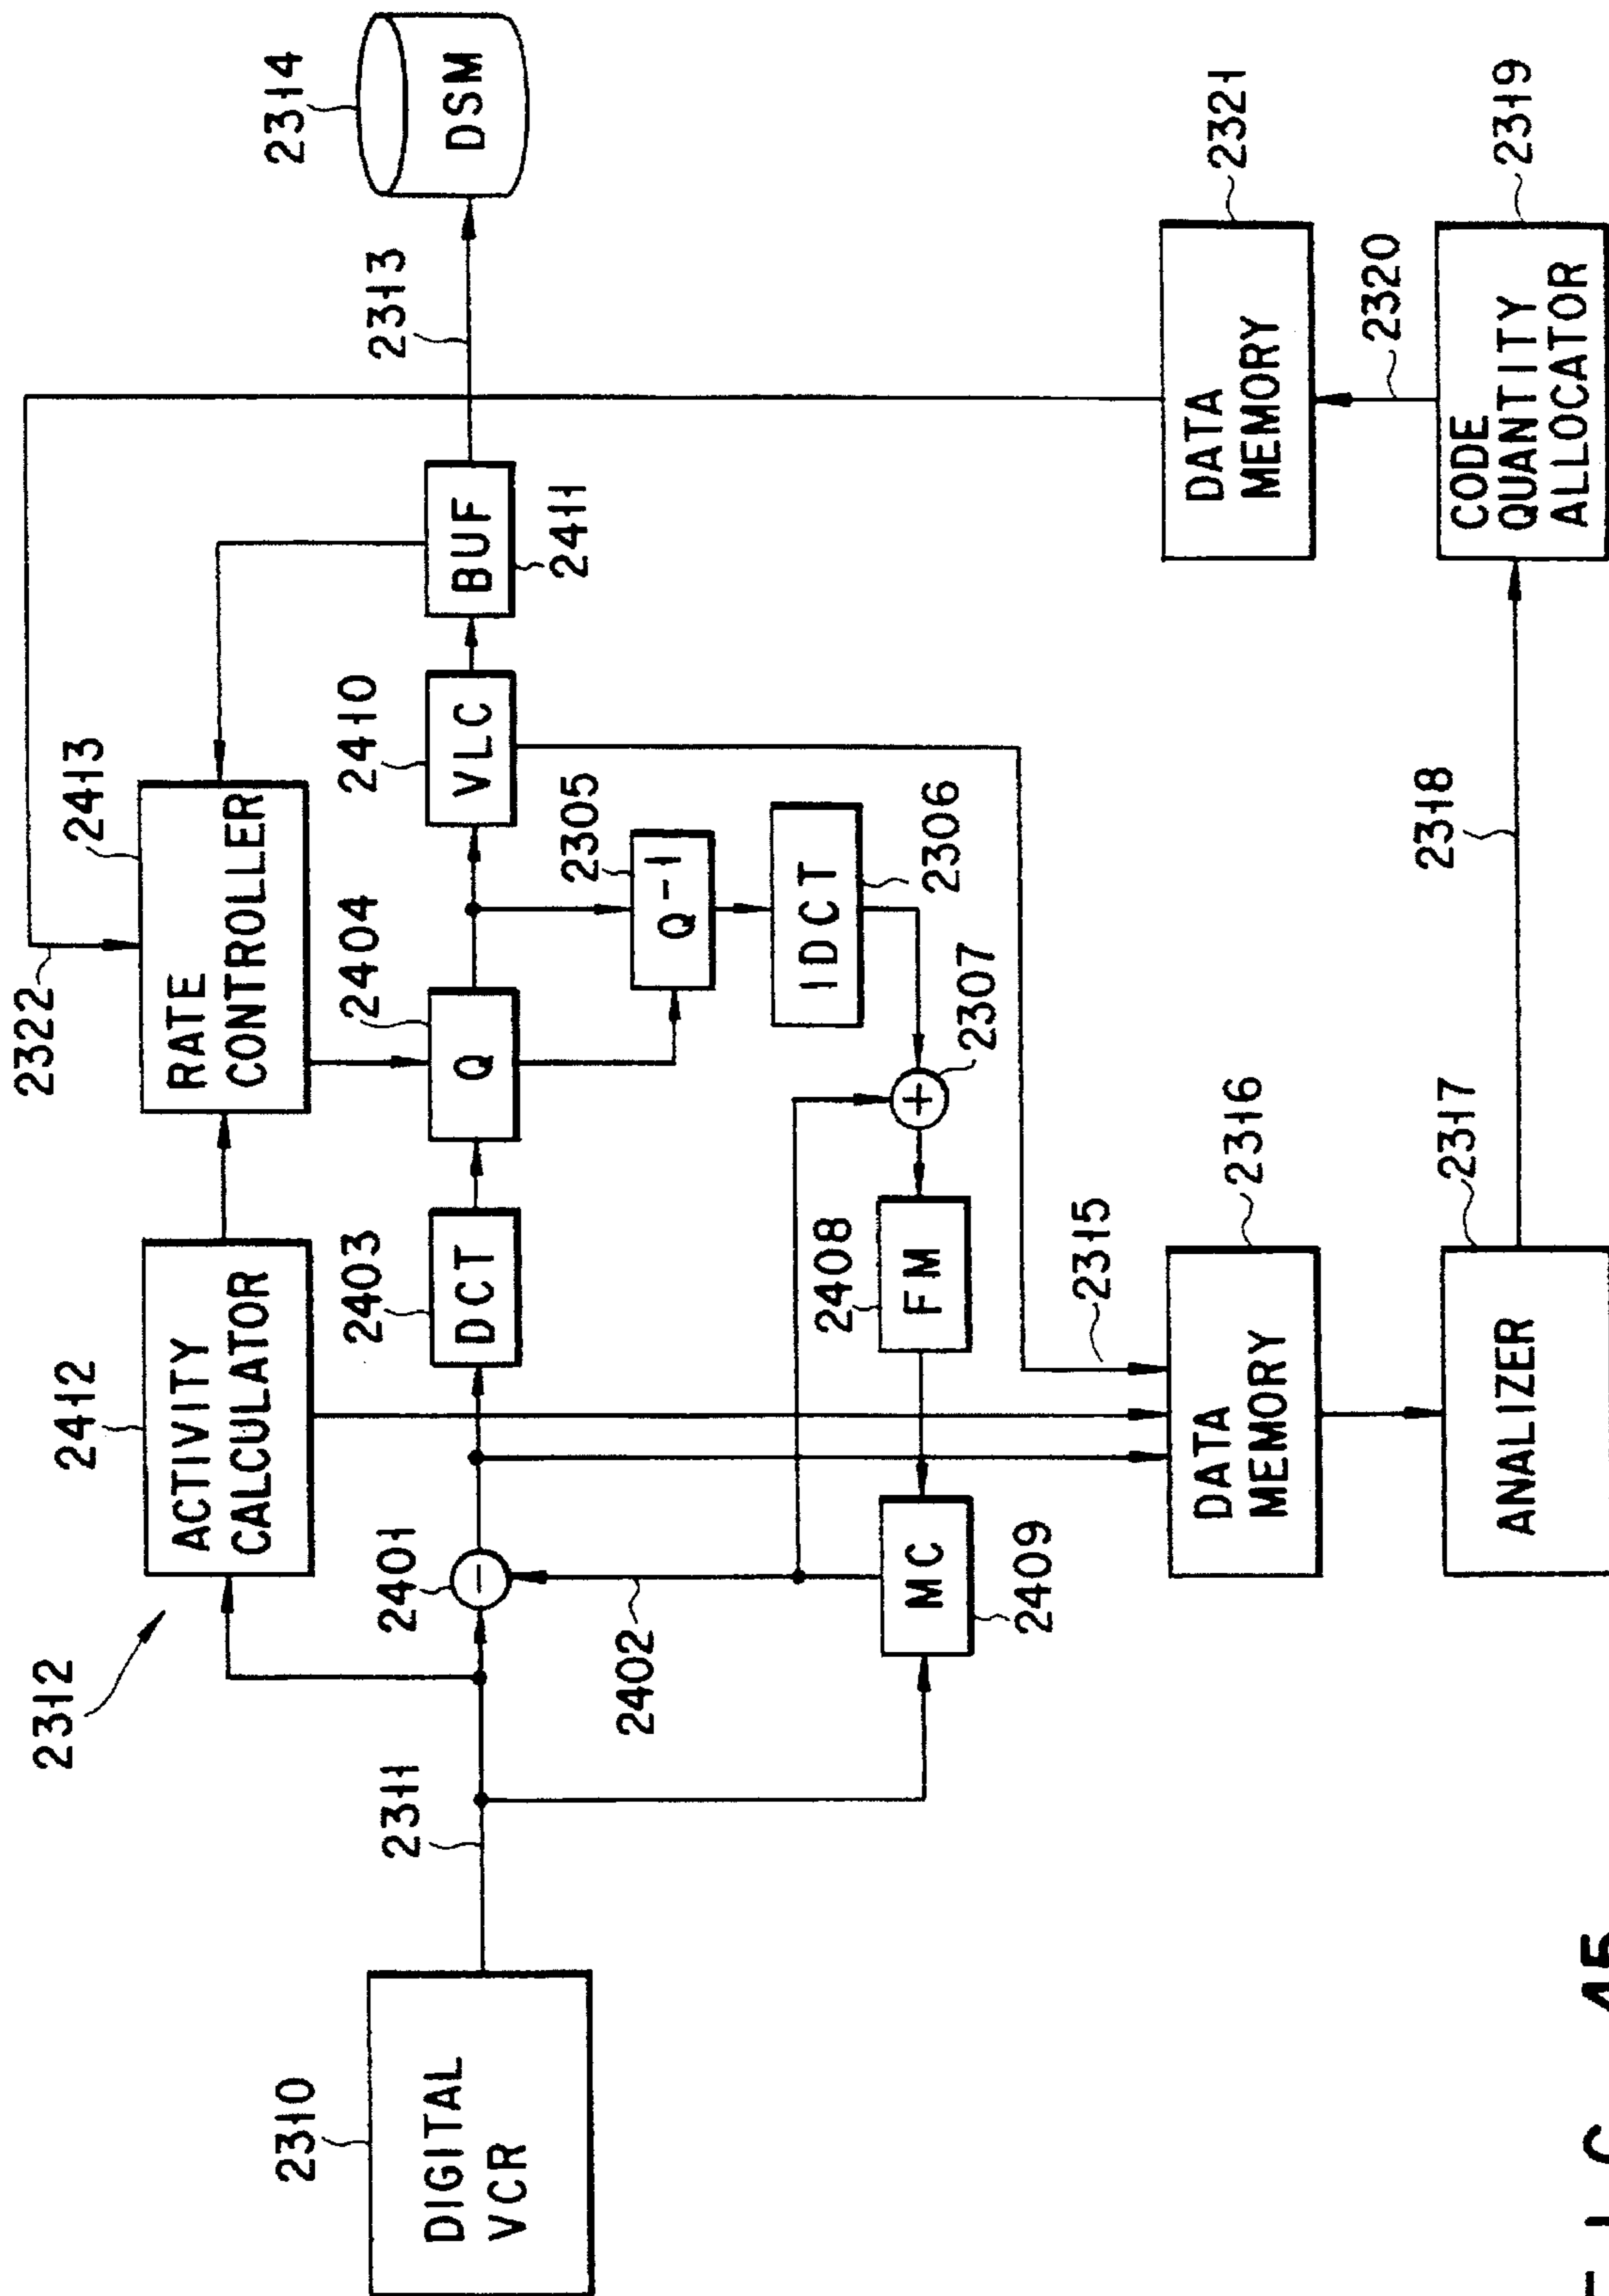 2312
2412
ACTIVITY
CALCULATOR
2322
2413
RATE
CONTROLLER
2310
DIGITAL
VCR
2311
2401
2403
DCT
2404
Q
2410
VLC
BUF
2411
2313
2314
DSM
2402
MC
2409
2408
FM
2307
2305
Q-1
IDCT
2306
2315
2316
DATA
MEMORY
2317
ANALIZER
2318
2321
DATA
MEMORY
2320
2319
CODE
QUANTITY
ALLOCATOR